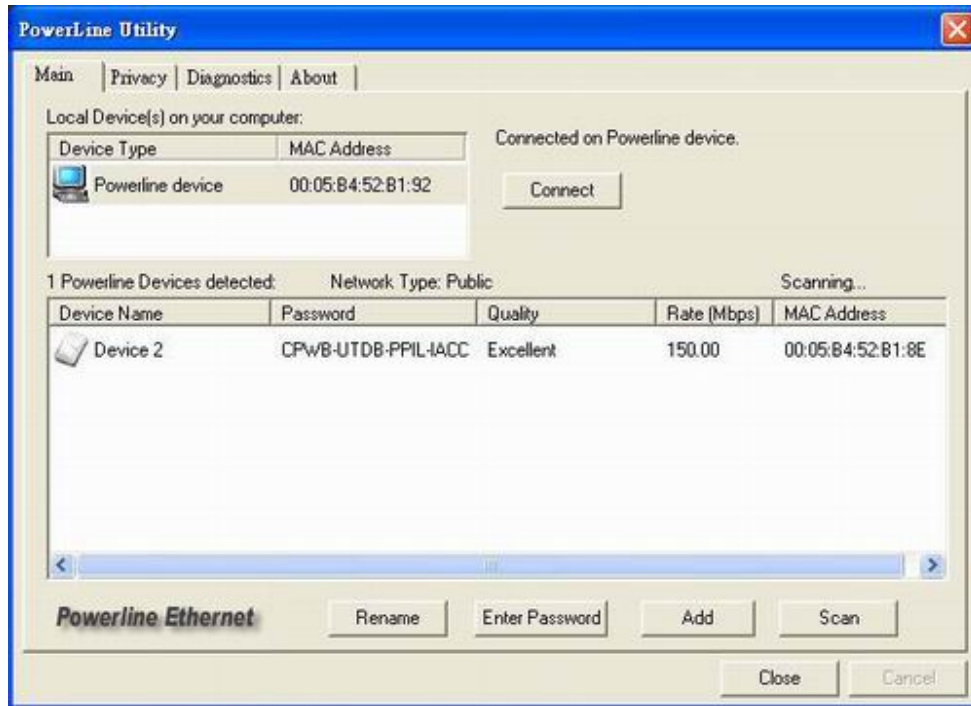 PowerLine Utility
Main Privacy Diagnostics About
Local Device(s) on your computer:
Connected on Powerline device.
Device Type MAC Address
Powerline device 00:05:B4:52:B1:92
Connect
1 Powerline Devices detected: Network Type: Public Scanning...
Device Name Password Quality Rate (Mbps) MAC Address
Device 2 CPWB-UTDB-PPIL-IACC Excellent 150.00 00:05:B4:52:B1:8E
Powerline Ethernet Rename Enter Password Add Scan
Close Cancel